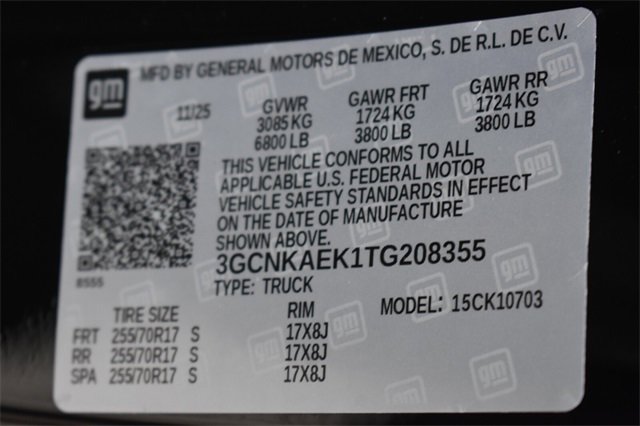 gm MFD BY GENERAL MOTORS DE MEXICO, S. DE R.L. DE C.V.
11/25 GVWR GAWR FRT GAWR RR
3085 KG 1724 KG 1724 KG
6800 LB 3800 LB 3800 LB
THIS VEHICLE CONFORMS TO ALL
APPLICABLE U.S. FEDERAL MOTOR
VEHICLE SAFETY STANDARDS IN EFFECT
ON THE DATE OF MANUFACTURE
SHOWN ABOVE.
3GCNKAEK1TG208355
8555 TYPE: TRUCK MODEL: 15CK10703
TIRE SIZE RIM
FRT 255/70R17 S 17X8J
RR 255/70R17 S 17X8J
SPA 255/70R17 S 17X8J